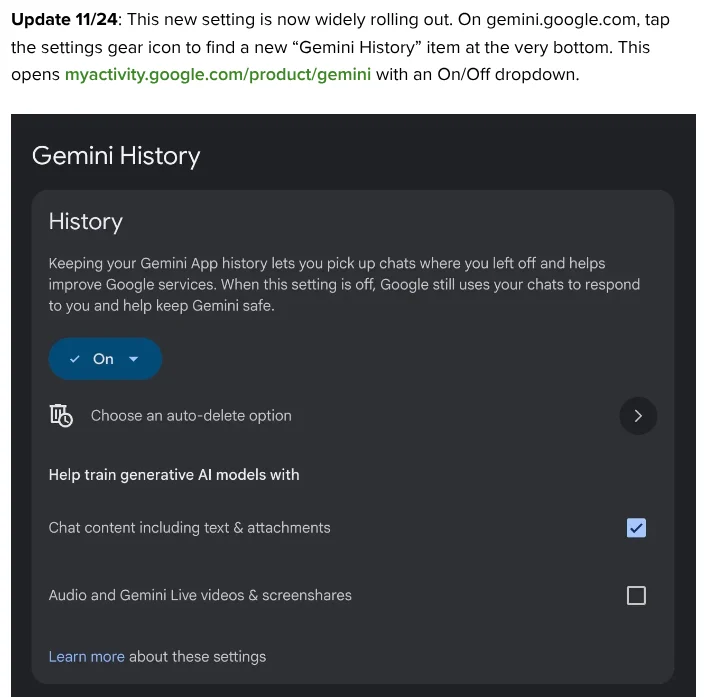 Update 11/24: This new setting is now widely rolling out. On gemini.google.com, tap
the settings gear icon to find a new “Gemini History” item at the very bottom. This
opens myactivity.google.com/product/gemini with an On/Off dropdown.
Gemini History
History
Keeping your Gemini App history lets you pick up chats where you left off and helps
improve Google services. When this setting is off, Google still uses your chats to respond
to you and help keep Gemini safe.
On
Choose an auto-delete option
Help train generative AI models with
Chat content including text & attachments
Audio and Gemini Live videos & screenshares
Learn more about these settings